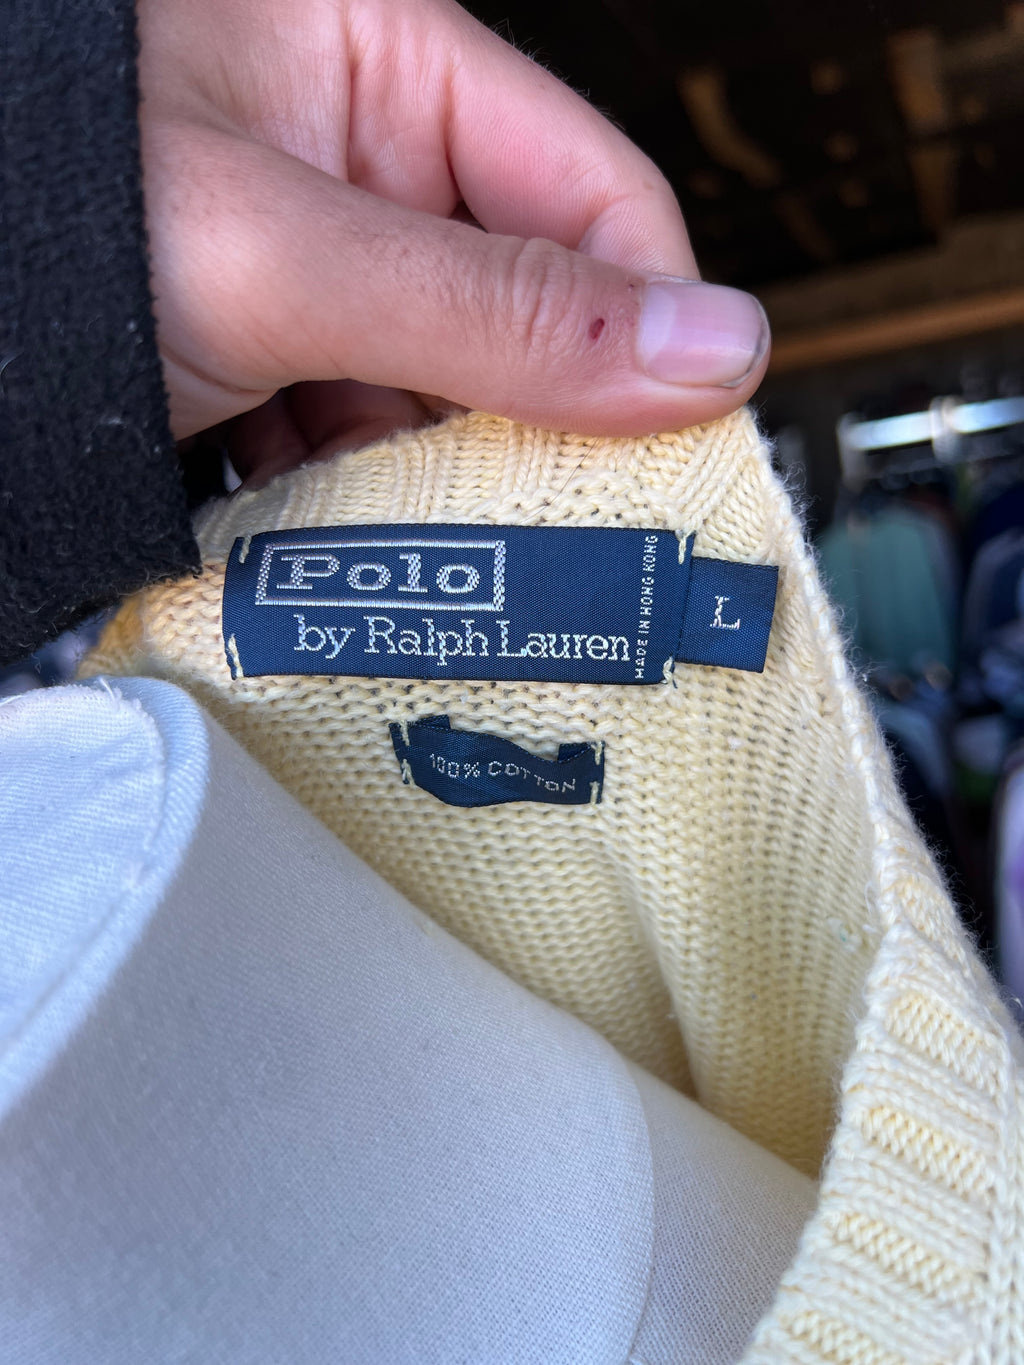 Polo
by Ralph Lauren
MADE IN HONG KONG
L
100% COTTON